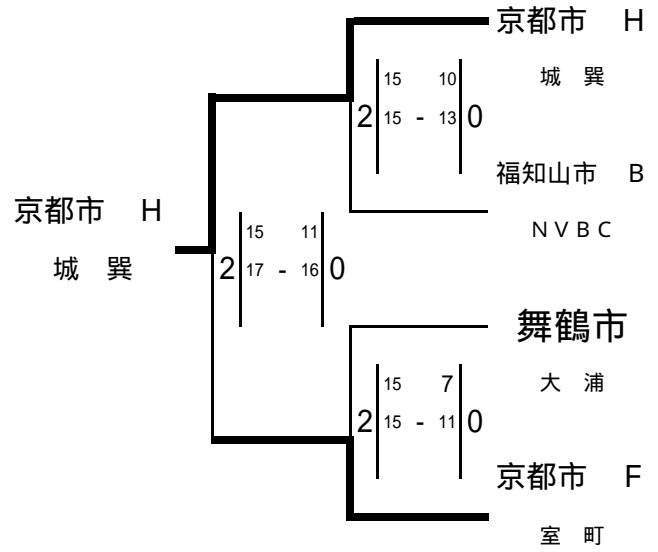 京都市 H
城 巽
15 10
2 15 - 13 0
福知山市 B
NVBC
京都市 H
城 巽
15 11
2 17 - 16 0
舞鶴市
大 浦
15 7
2 15 - 11 0
京都市 F
室 町